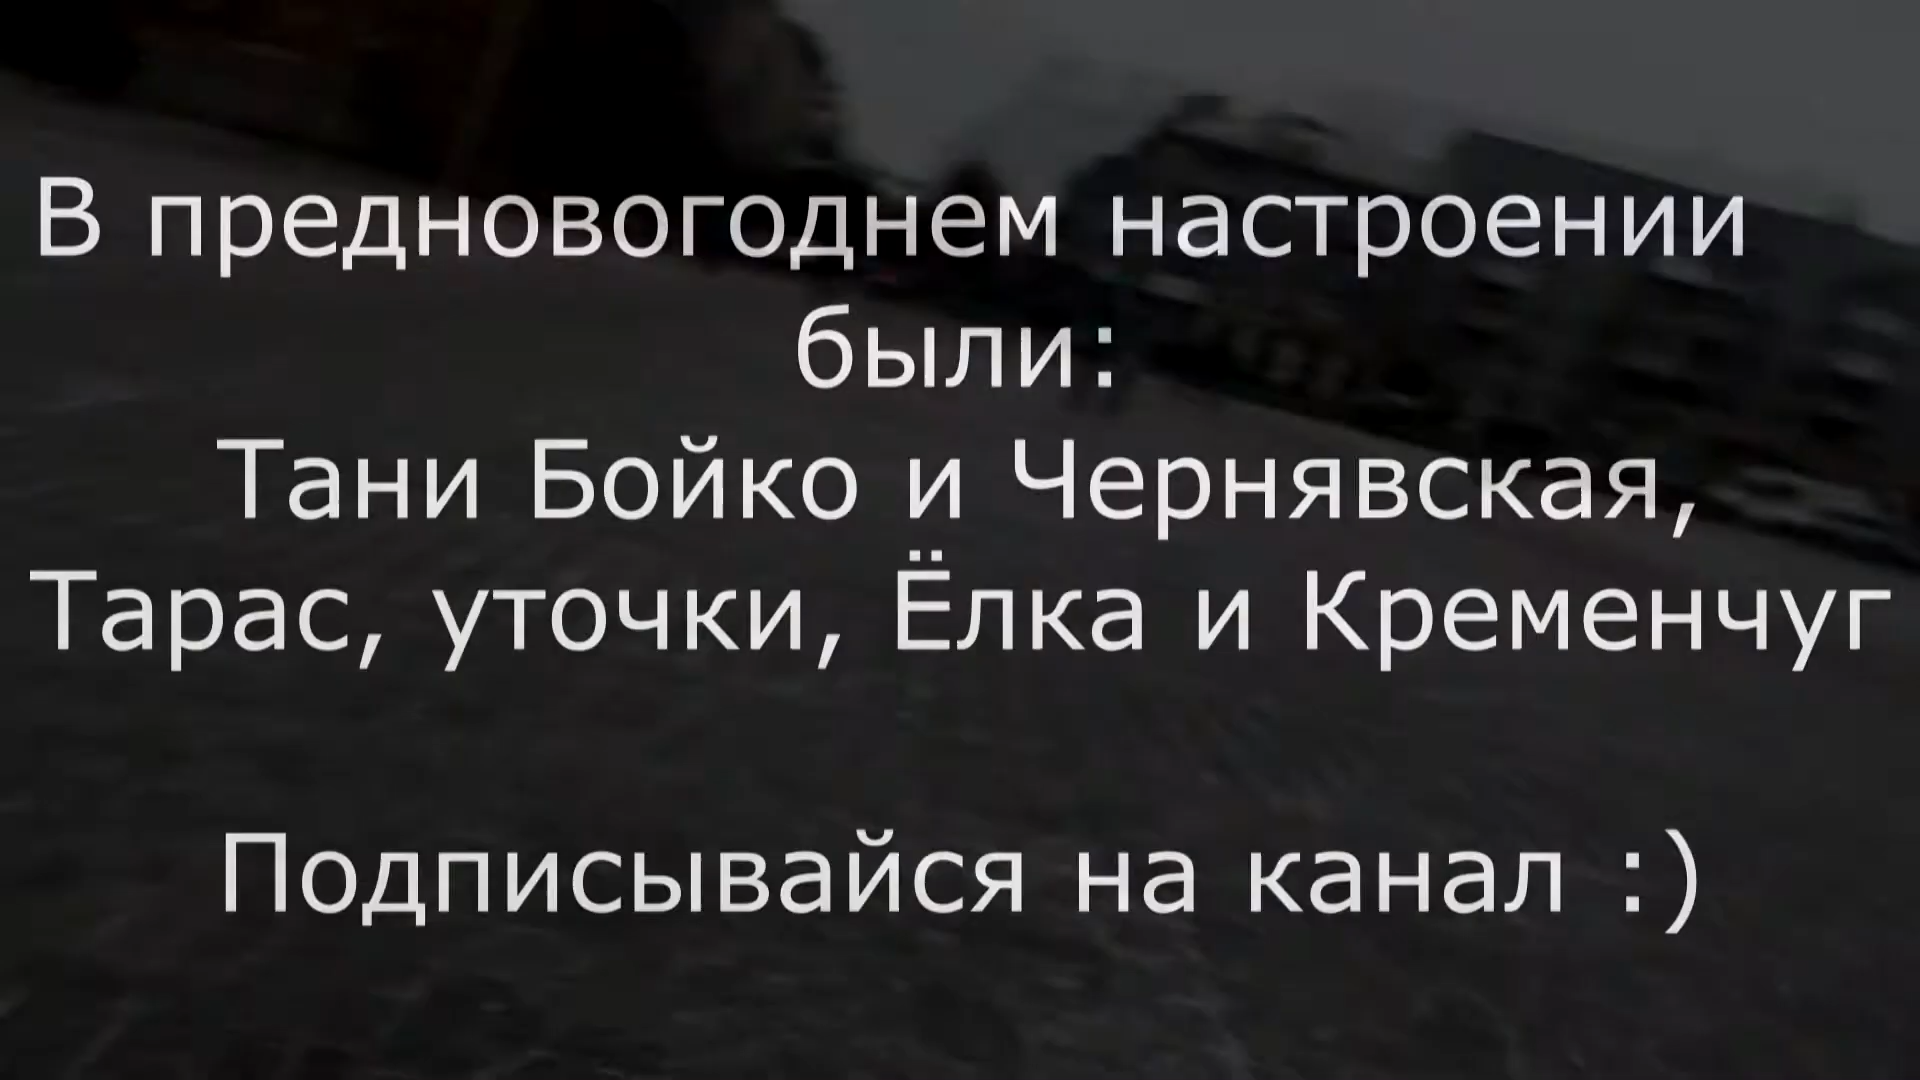 В предновогоднем настроении
были:
Тани Бойко и Чернявская,
Тарас, уточки, Ёлка и Кременчуг
Подписывайся на канал :)